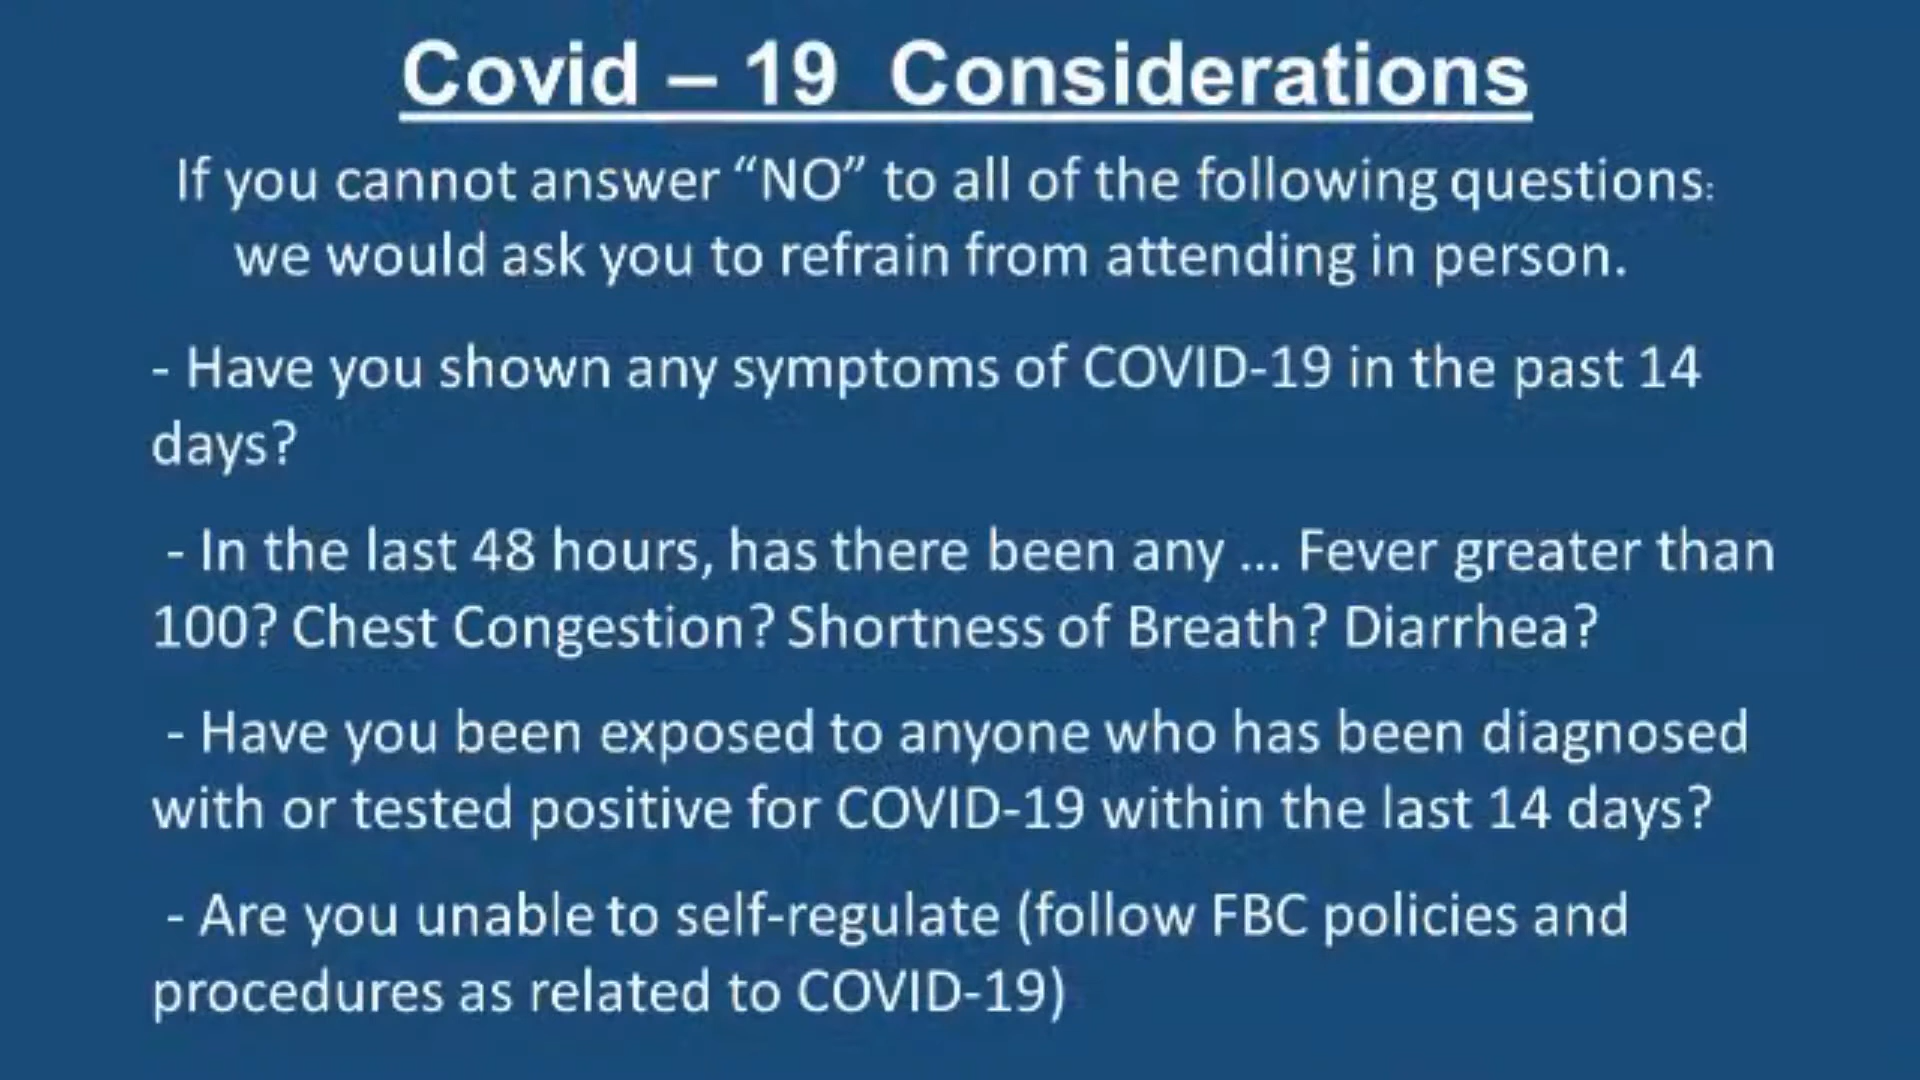 Covid – 19  Considerations
If you cannot answer “NO” to all of the following questions:
we would ask you to refrain from attending in person.
- Have you shown any symptoms of COVID-19 in the past 14
days?
- In the last 48 hours, has there been any ... Fever greater than
100? Chest Congestion? Shortness of Breath? Diarrhea?
- Have you been exposed to anyone who has been diagnosed
with or tested positive for COVID-19 within the last 14 days?
- Are you unable to self-regulate (follow FBC policies and
procedures as related to COVID-19)